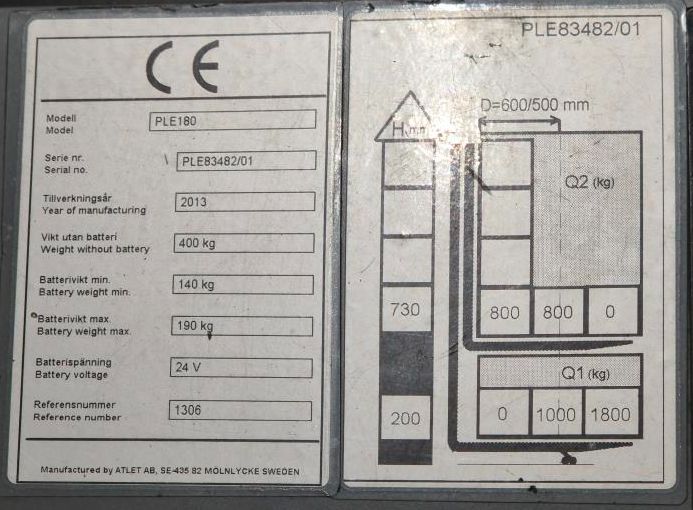 CE
Modell
Model
PLE180
Serie nr.
Serial no.
PLE83482/01
Tillverkningsår
Year of manufacturing
2013
Vikt utan batteri
Weight without battery
400 kg
Batterivikt min.
Battery weight min.
140 kg
Batterivikt max.
Battery weight max.
190 kg
Batterispänning
Battery voltage
24 V
Referensnummer
Reference number
1306
Manufactured by ATLET AB, SE-435 82 MOLNLYCKE SWEDEN
PLE83482/01
D=600/500 mm
H mm
Q2 (kg)
730
800 800 0
Q1 (kg)
200
0 1000 1800